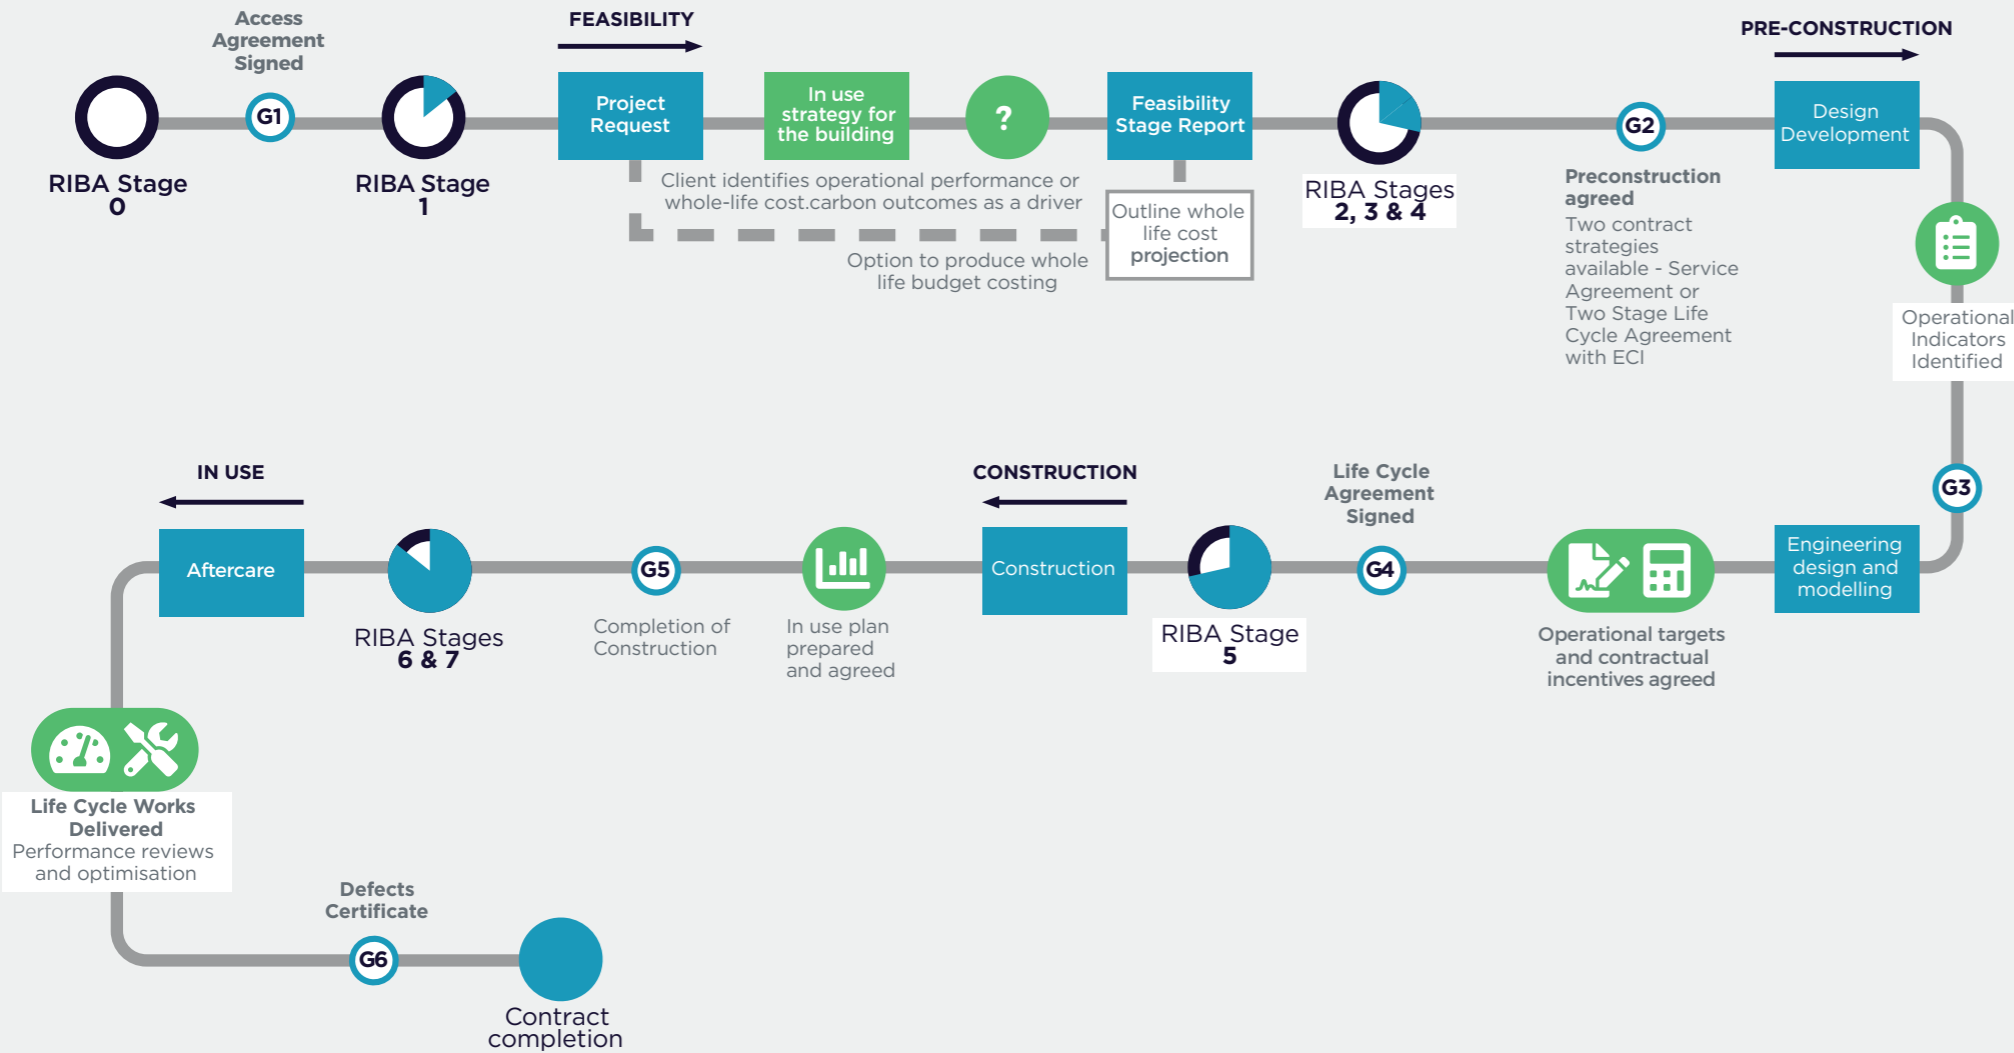 Access
Agreement
Signed
G1
RIBA Stage
0
RIBA Stage
1
FEASIBILITY
Project
Request
In use
strategy for
the building
?
Feasibility
Stage Report
Client identifies operational performance or
whole-life cost.carbon outcomes as a driver
Option to produce whole
life budget costing
Outline whole
life cost
projection
RIBA Stages
2, 3 & 4
G2
Preconstruction
agreed
Two contract
strategies
available - Service
Agreement or
Two Stage Life
Cycle Agreement
with ECI
PRE-CONSTRUCTION
Design
Development
Operational
Indicators
Identified
G3
Engineering
design and
modelling
Operational targets
and contractual
incentives agreed
Life Cycle
Agreement
Signed
G4
RIBA Stage
5
CONSTRUCTION
Construction
In use plan
prepared
and agreed
G5
Completion of
Construction
RIBA Stages
6 & 7
IN USE
Aftercare
Life Cycle Works
Delivered
Performance reviews
and optimisation
Defects
Certificate
G6
Contract
completion